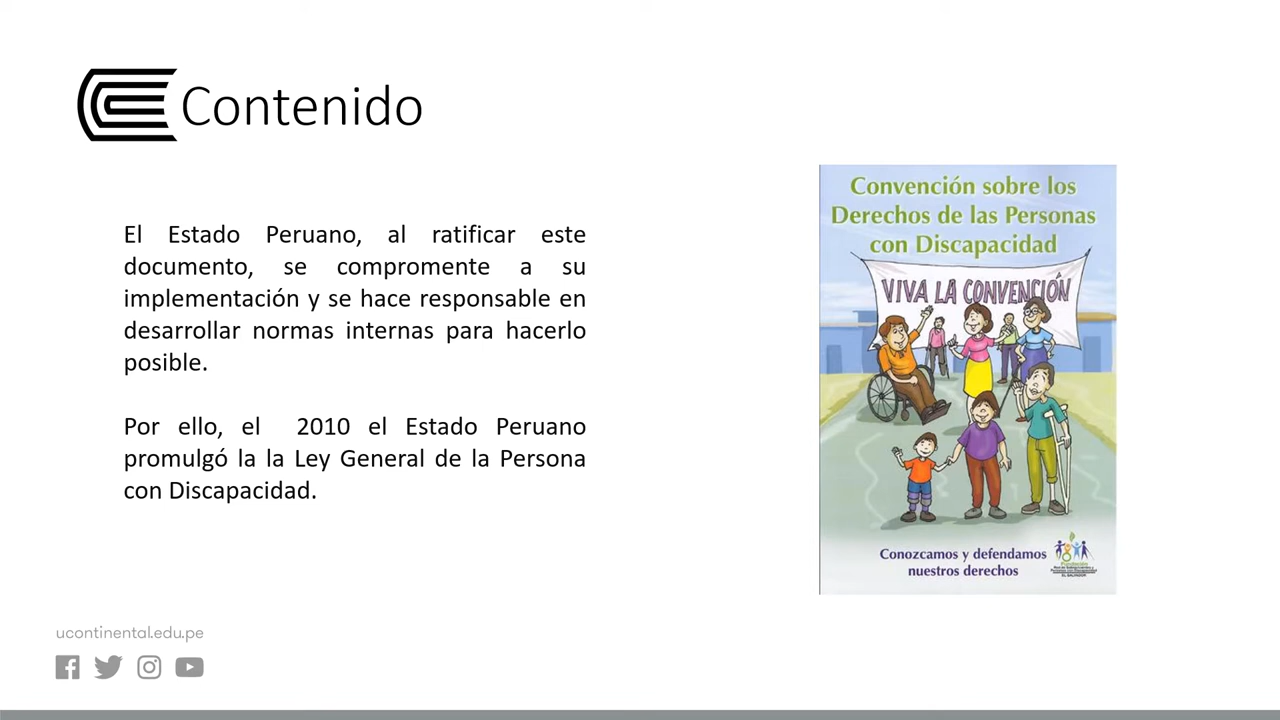 Contenido
El Estado Peruano, al ratificar este
documento, se compromente a su
implementación y se hace responsable en
desarrollar normas internas para hacerlo
posible.
Por ello, el 2010 el Estado Peruano
promulgó la la Ley General de la Persona
con Discapacidad.
Convención sobre los
Derechos de las Personas
con Discapacidad
VIVA LA CONVENCIÓN
Conozcamos y defendamos
nuestros derechos
EL SALVADOR
ucontinental.edu.pe